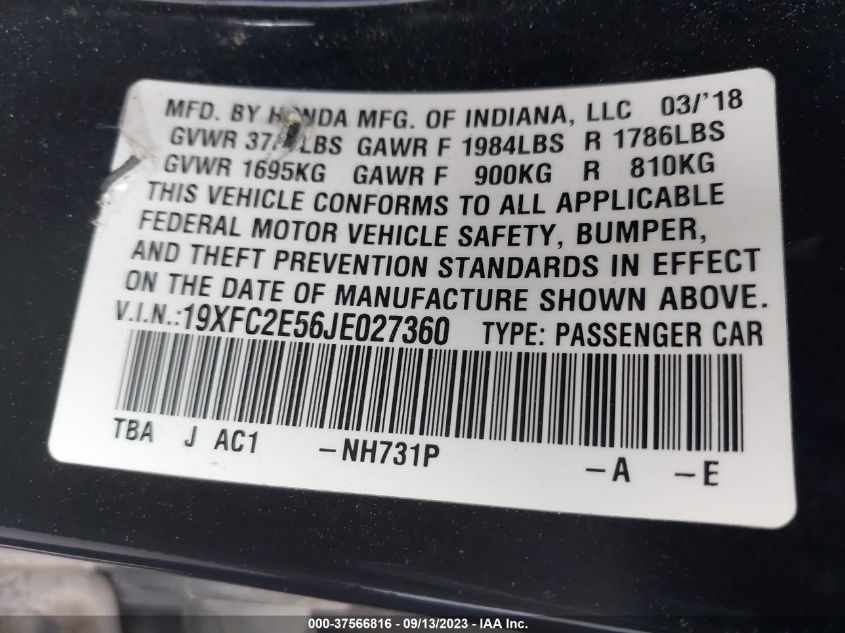 MFD. BY HONDA MFG. OF INDIANA, LLC 03/'18
GVWR LBS GAWR F 1984LBS R 1786LBS
GVWR 1695KG GAWR F 900KG R 810KG
THIS VEHICLE CONFORMS TO ALL APPLICABLE
FEDERAL MOTOR VEHICLE SAFETY, BUMPER,
AND THEFT PREVENTION STANDARDS IN EFFECT
ON THE DATE OF MANUFACTURE SHOWN ABOVE.
V.I.N.:19XFC2E56JE027360 TYPE: PASSENGER CAR
TBA J AC1 -NH731P -A -E
000-37566816 - 09/13/2023 - IAA Inc.